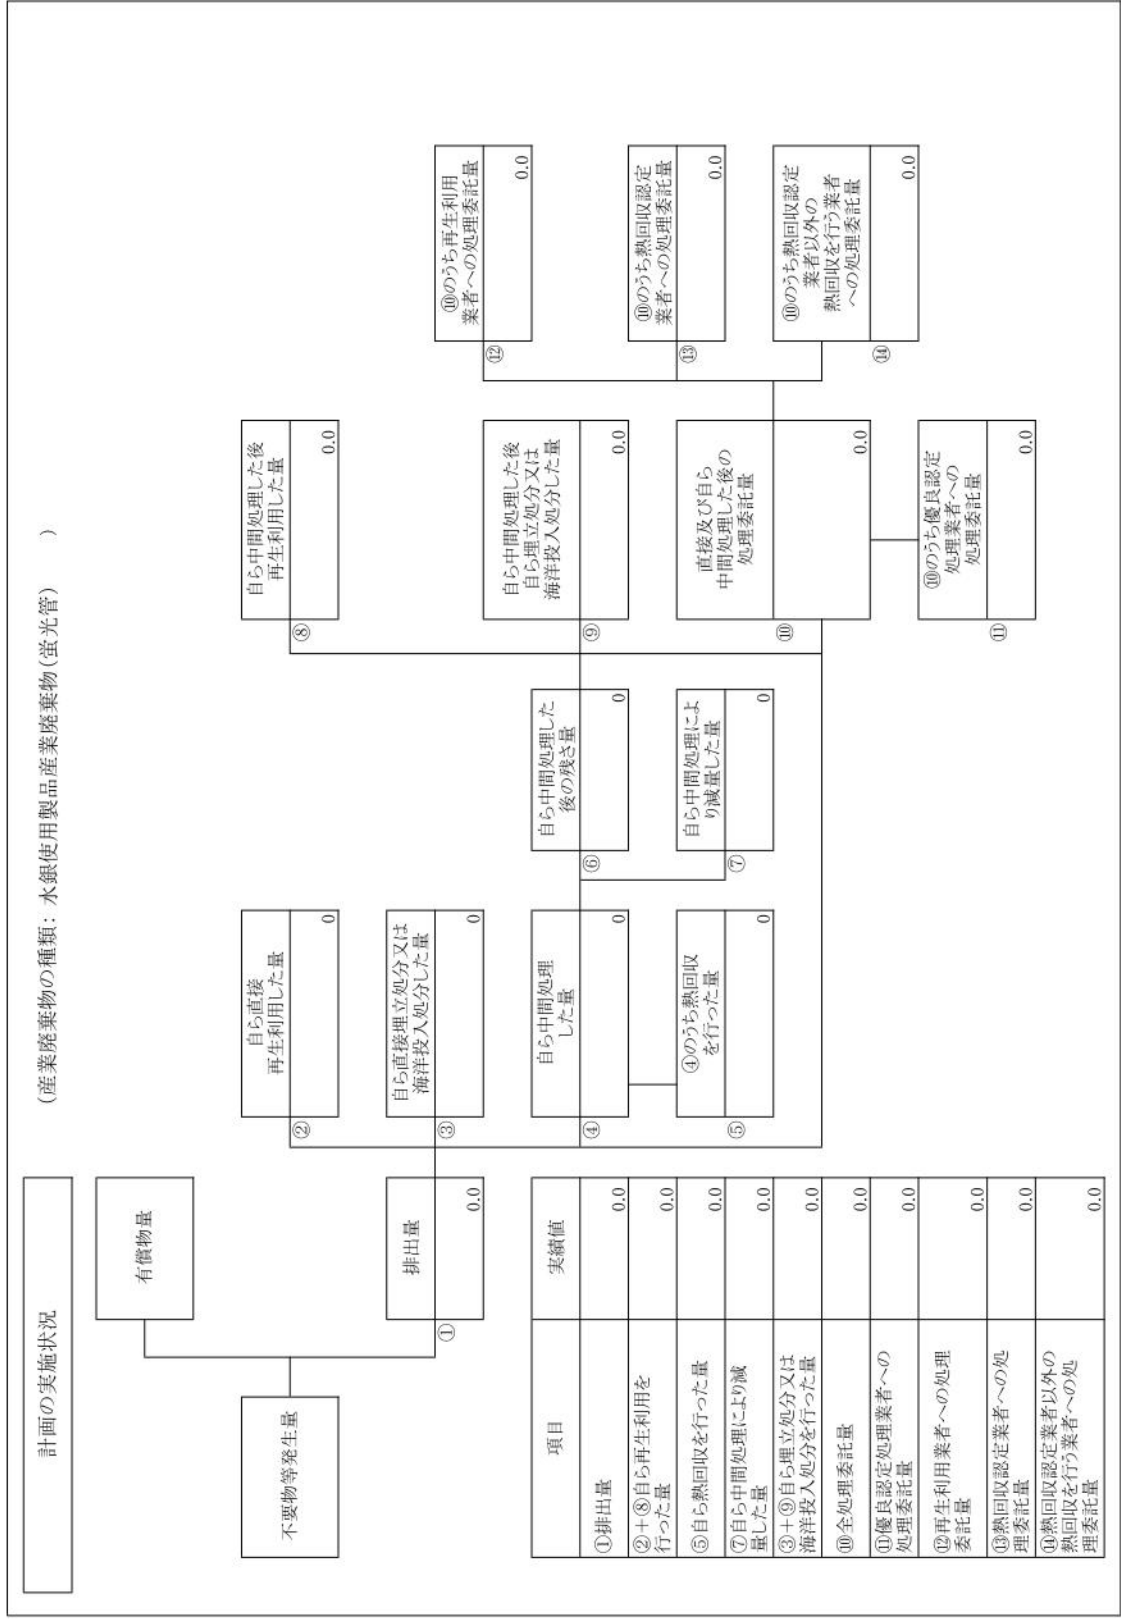 計画の実施状況
(産業廃棄物の種類: 水銀使用製品産業廃棄物(蛍光管) )
不要物等発生量
有償物量
①
排出量
0.0
②
自ら直接
再生利用した量
0
③
自ら直接埋立処分又は
海洋投入処分した量
0
④
自ら中間処理
した量
0
⑤
④のうち熱回収
を行った量
0
⑥
自ら中間処理した
後の残さ量
0
⑦
自ら中間処理によ
り減量した量
0
⑧
自ら中間処理した後
再生利用した量
0.0
⑨
自ら中間処理した後
自ら埋立処分又は
海洋投入処分した量
0.0
⑩
直接及び自ら
中間処理した後の
処理委託量
0.0
⑪
⑩のうち優良認定
処理業者への
処理委託量
0.0
⑫
⑩のうち再生利用
業者への処理委託量
0.0
⑬
⑩のうち熱回収認定
業者への処理委託量
0.0
⑭
⑩のうち熱回収認定
業者以外の
熱回収を行う業者
への処理委託量
0.0
項目 実績値
①排出量 0.0
②+⑧自ら再生利用を
行った量 0.0
⑤自ら熱回収を行った量 0.0
⑦自ら中間処理により減
量した量 0.0
③+⑨自ら埋立処分又は
海洋投入処分を行った量 0.0
⑩全処理委託量 0.0
⑪優良認定処理業者への
処理委託量 0.0
⑫再生利用業者への処理
委託量 0.0
⑬熱回収認定業者への処
理委託量 0.0
⑭熱回収認定業者以外の
熱回収を行う業者への処
理委託量 0.0